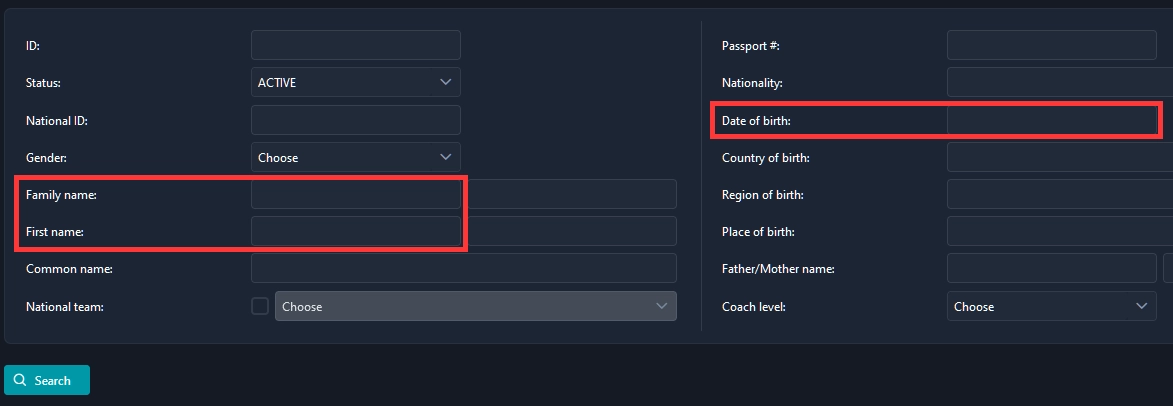 ID:
Status: ACTIVE
National ID:
Gender: Choose
Family name:
First name:
Common name:
National team: Choose
Passport #:
Nationality:
Date of birth:
Country of birth:
Region of birth:
Place of birth:
Father/Mother name:
Coach level: Choose
Search